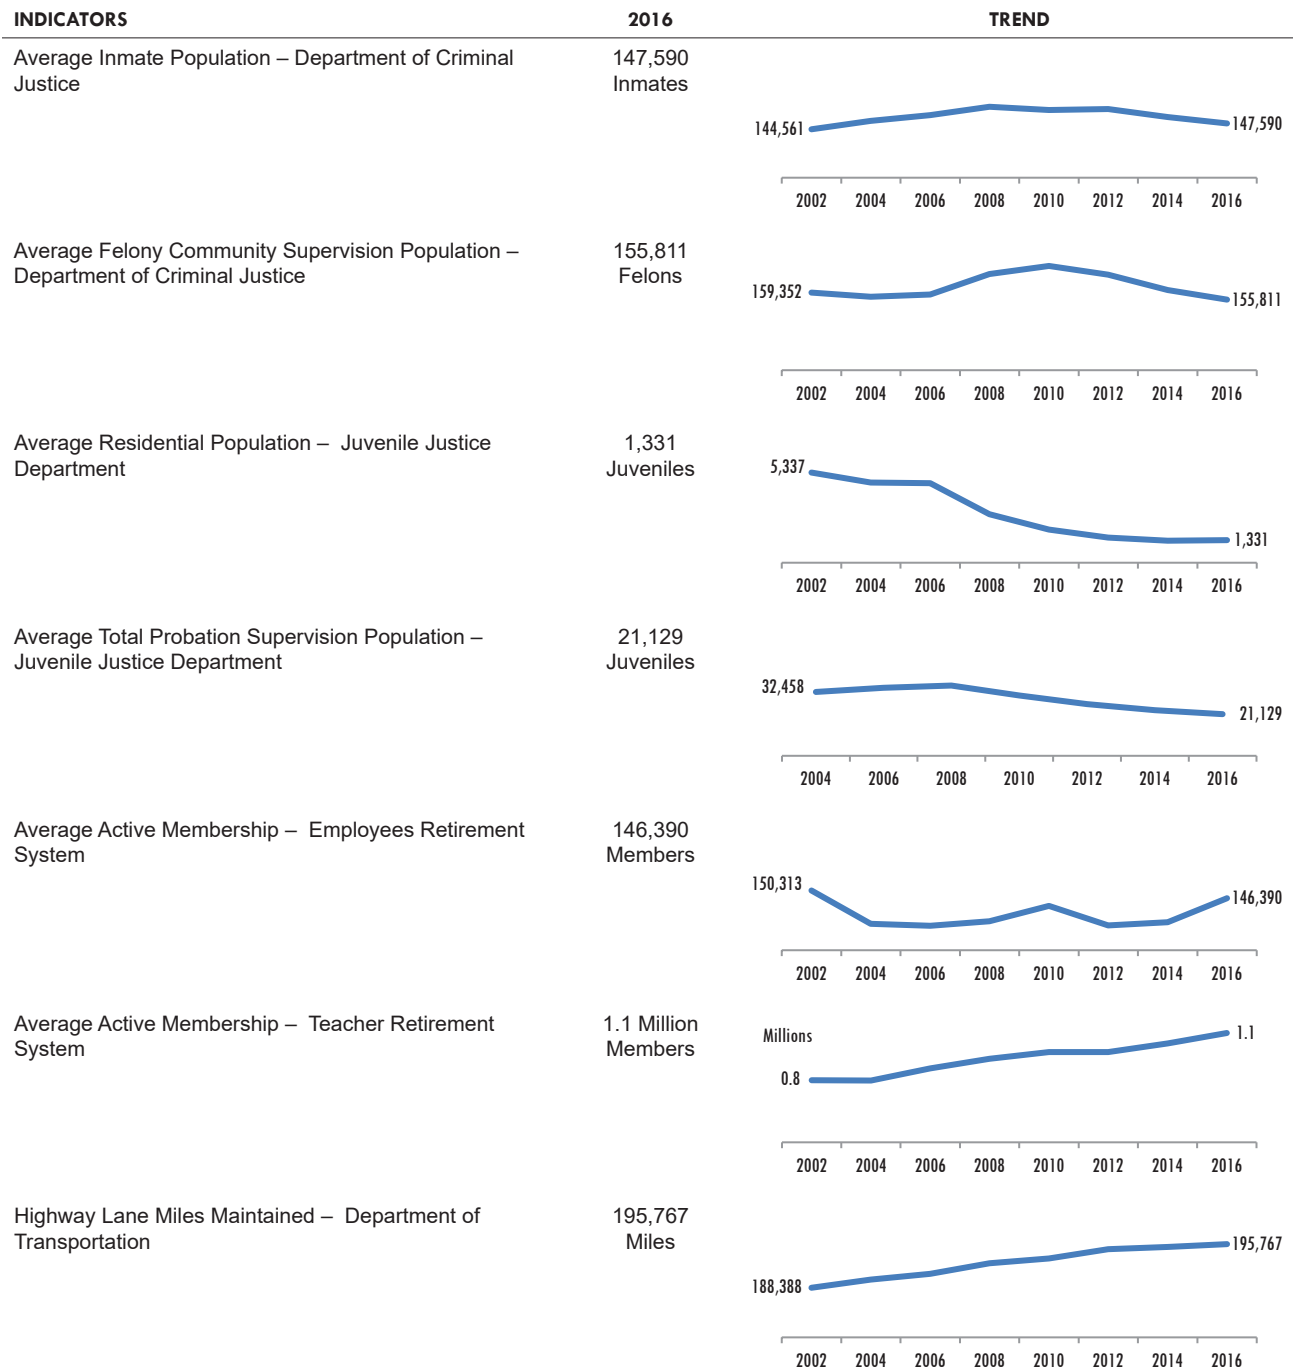 INDICATORS 2016 TREND
Average Inmate Population – Department of Criminal
Justice
147,590
Inmates
144,561
147,590
2002 2004 2006 2008 2010 2012 2014 2016
Average Felony Community Supervision Population –
Department of Criminal Justice
155,811
Felons
159,352
155,811
2002 2004 2006 2008 2010 2012 2014 2016
Average Residential Population – Juvenile Justice
Department
1,331
Juveniles
5,337
1,331
2002 2004 2006 2008 2010 2012 2014 2016
Average Total Probation Supervision Population –
Juvenile Justice Department
21,129
Juveniles
32,458
21,129
2004 2006 2008 2010 2012 2014 2016
Average Active Membership – Employees Retirement
System
146,390
Members
150,313
146,390
2002 2004 2006 2008 2010 2012 2014 2016
Average Active Membership – Teacher Retirement
System
1.1 Million
Members
Millions
1.1
0.8
2002 2004 2006 2008 2010 2012 2014 2016
Highway Lane Miles Maintained – Department of
Transportation
195,767
Miles
195,767
188,388
2002 2004 2006 2008 2010 2012 2014 2016